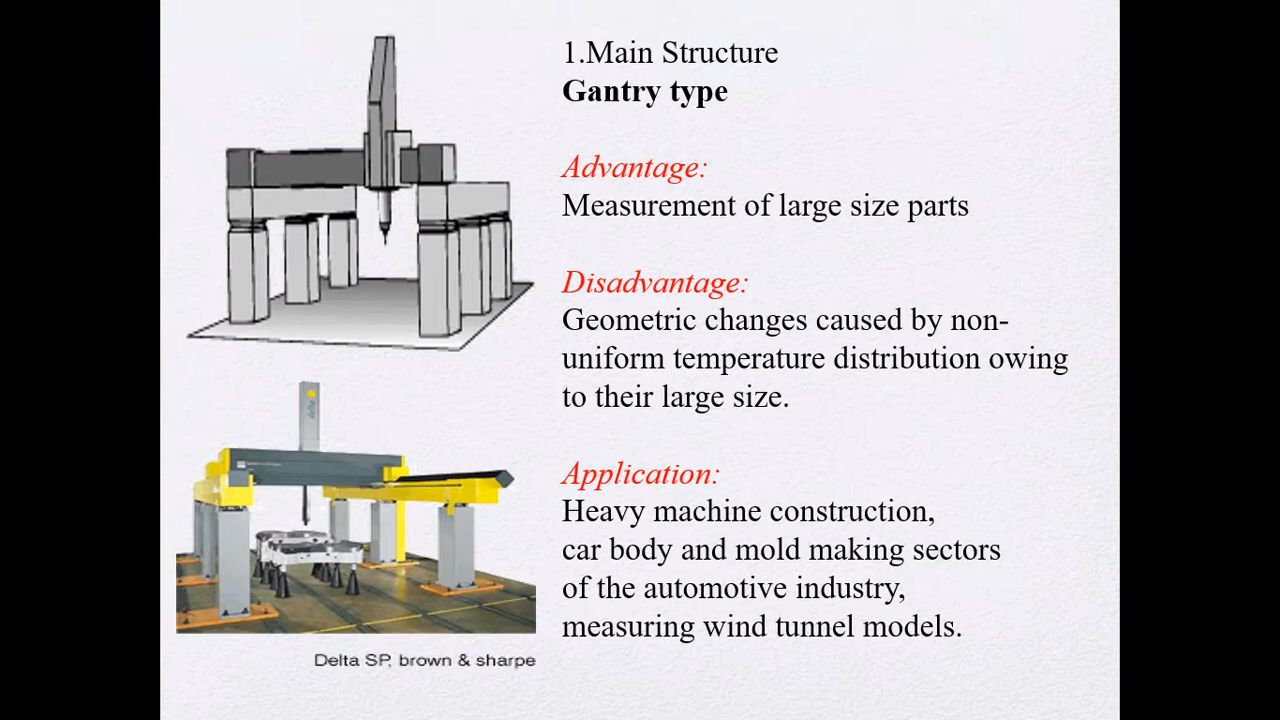 1.Main Structure
Gantry type
Advantage:
Measurement of large size parts
Disadvantage:
Geometric changes caused by non-
uniform temperature distribution owing
to their large size.
Application:
Heavy machine construction,
car body and mold making sectors
of the automotive industry,
measuring wind tunnel models.
delta
Delta SP, brown & sharpe